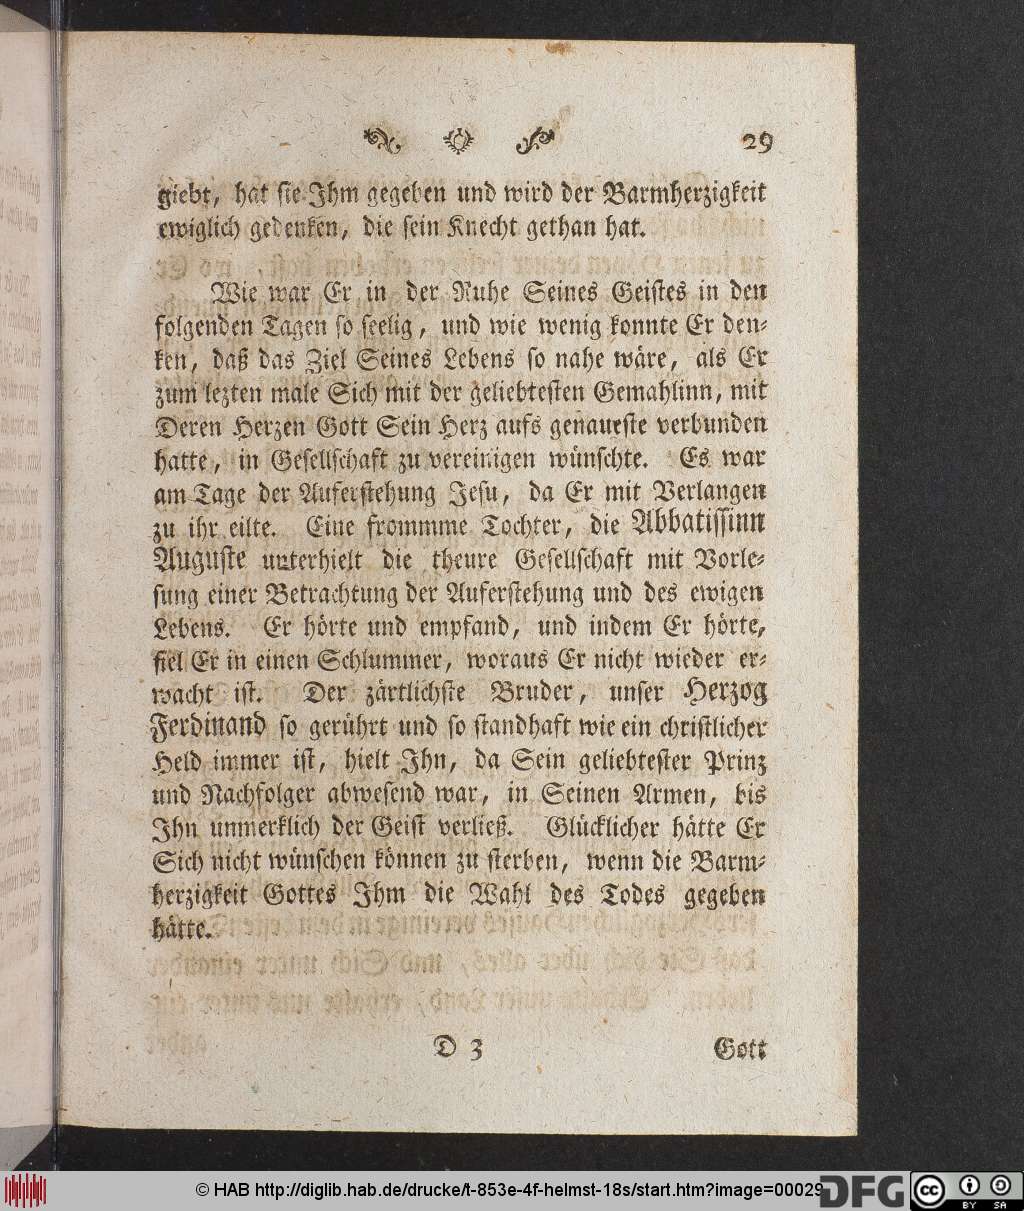 29
giebt, hat sie Ihm gegeben und wird der Barmherzigkeit
ewiglich gedenken, die sein Knecht gethan hat.
Wie war Er in der Ruhe Seines Geistes in den
folgenden Tagen so seelig, und wie wenig konnte Er den-
ken, daß das Ziel Seines Lebens so nahe wäre, als Er
zum lezten male Sich mit der geliebtesten Gemahlinn, mit
Deren Herzen Gott Sein Herz aufs genaueste verbunden
hatte, in Gesellschaft zu vereinigen wünschte. Es war
am Tage der Auferstehung Jesu, da Er mit Verlangen
zu ihr eilte. Eine frommme Tochter, die Abbatissinn
Auguste unterhielt die theure Gesellschaft mit Vorle-
sung einer Betrachtung der Auferstehung und des ewigen
Lebens. Er hörte und empfand, und indem Er hörte,
fiel Er in einen Schlummer, woraus Er nicht wieder er-
wacht ist. Der zärtlichste Bruder, unser Herzog
Ferdinand so gerührt und so standhaft wie ein christlicher
Held immer ist, hielt Ihn, da Sein geliebtester Prinz
und Nachfolger abwesend war, in Seinen Armen, bis
Ihn unmerklich der Geist verließ. Glücklicher hätte Er
Sich nicht wünschen können zu sterben, wenn die Barm-
herzigkeit Gottes Ihm die Wahl des Todes gegeben
hätte.
D 3 Gott
© HAB http://diglib.hab.de/drucke/t-853e-4f-helmst-18s/start.htm?image=00029
DFG
cc BY SA